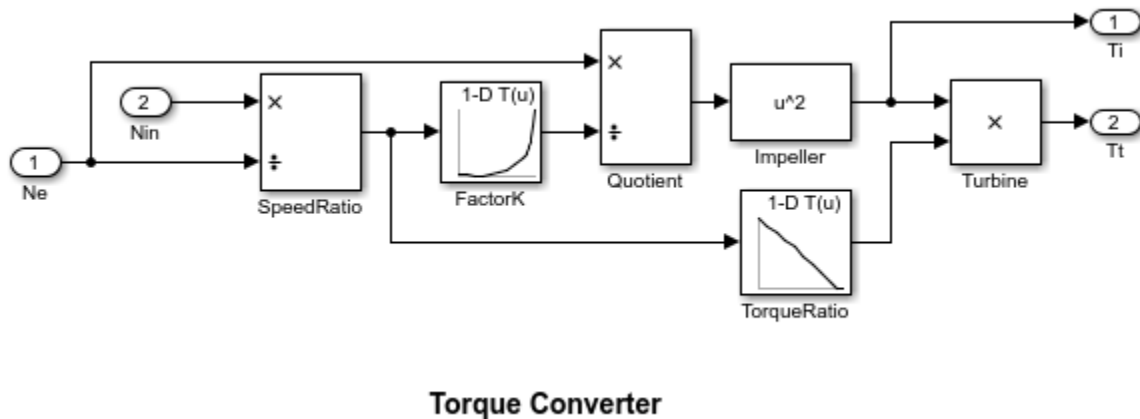 1
Ti
1-D T(u)
×
÷
Quotient
2
Nin
×
÷
SpeedRatio
1-D T(u)
FactorK
u^2
Impeller
×
Turbine
2
Tt
1
Ne
1-D T(u)
TorqueRatio
Torque Converter